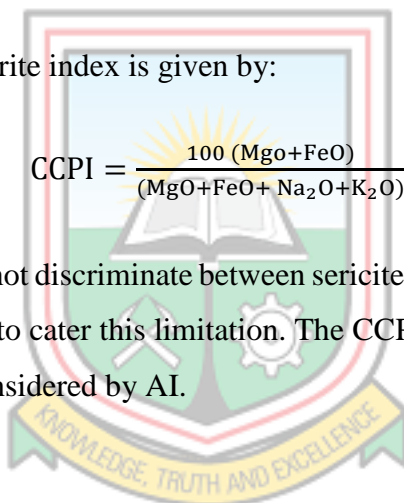 rite index is given by:
CCPI = 100 (Mgo+FeO) / (MgO+FeO+ Na₂O+K₂O)
not discriminate between sericite
to cater this limitation. The CCP
nsidered by AI.
KNOWLEDGE, TRUTH AND EXCELLENCE